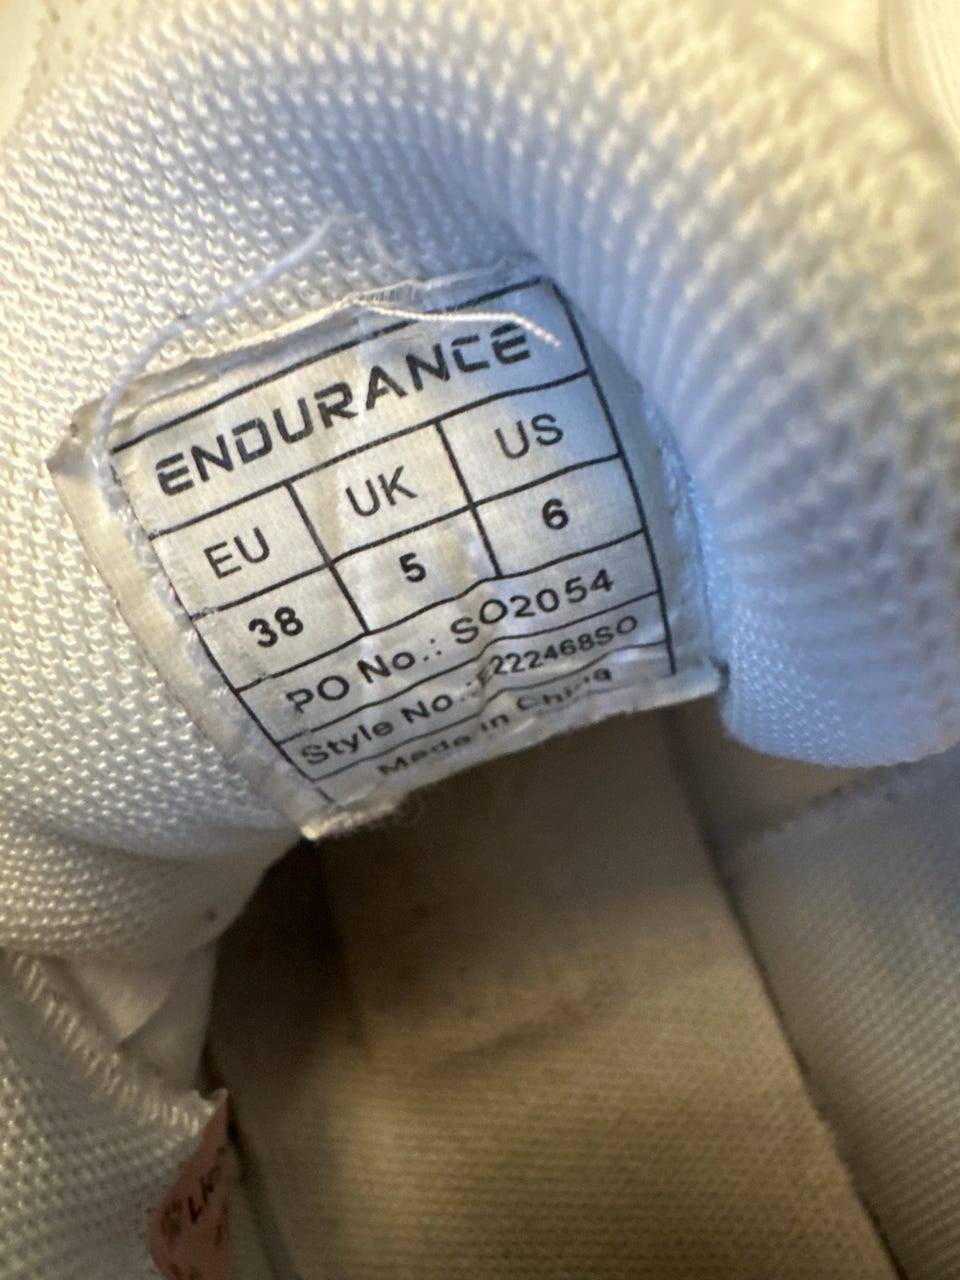 ENDURANCE
EU UK US
38 5 6
PO No.: SO2054
Style No.: E222468SO
Made in China